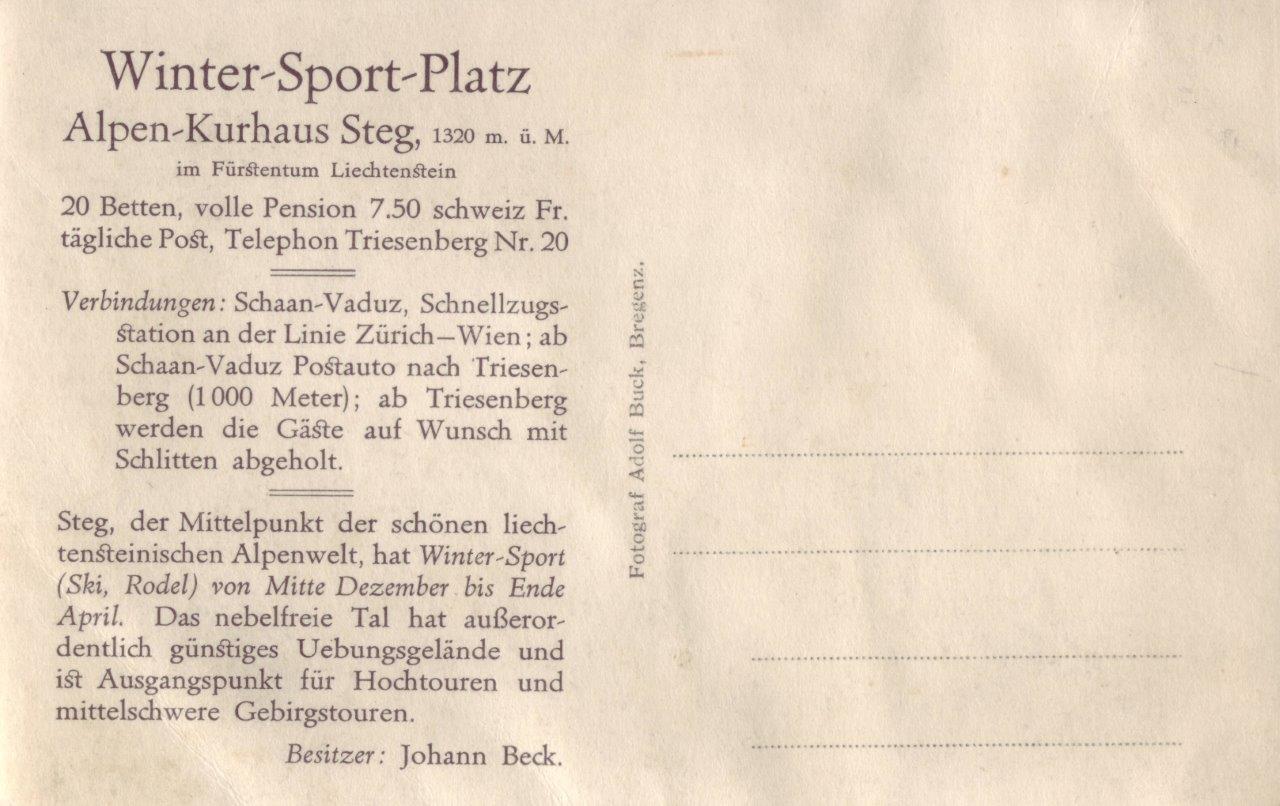 Winter-Sport-Platz
Alpen-Kurhaus Steg, 1320 m. ü. M.
im Fürstentum Liechtenstein
20 Betten, volle Pension 7.50 schweiz Fr.
tägliche Post, Telephon Triesenberg Nr. 20
Verbindungen: Schaan-Vaduz, Schnellzugs-
station an der Linie Zürich—Wien; ab
Schaan-Vaduz Postauto nach Triesen-
berg (1000 Meter); ab Triesenberg
werden die Gäste auf Wunsch mit
Schlitten abgeholt.
Steg, der Mittelpunkt der schönen liech-
tensteinischen Alpenwelt, hat Winter-Sport
(Ski, Rodel) von Mitte Dezember bis Ende
April. Das nebelfreie Tal hat außeror-
dentlich günstiges Uebungsgelände und
ist Ausgangspunkt für Hochtouren und
mittelschwere Gebirgstouren.
Besitzer: Johann Beck.
Fotograf Adolf Buck, Bregenz.